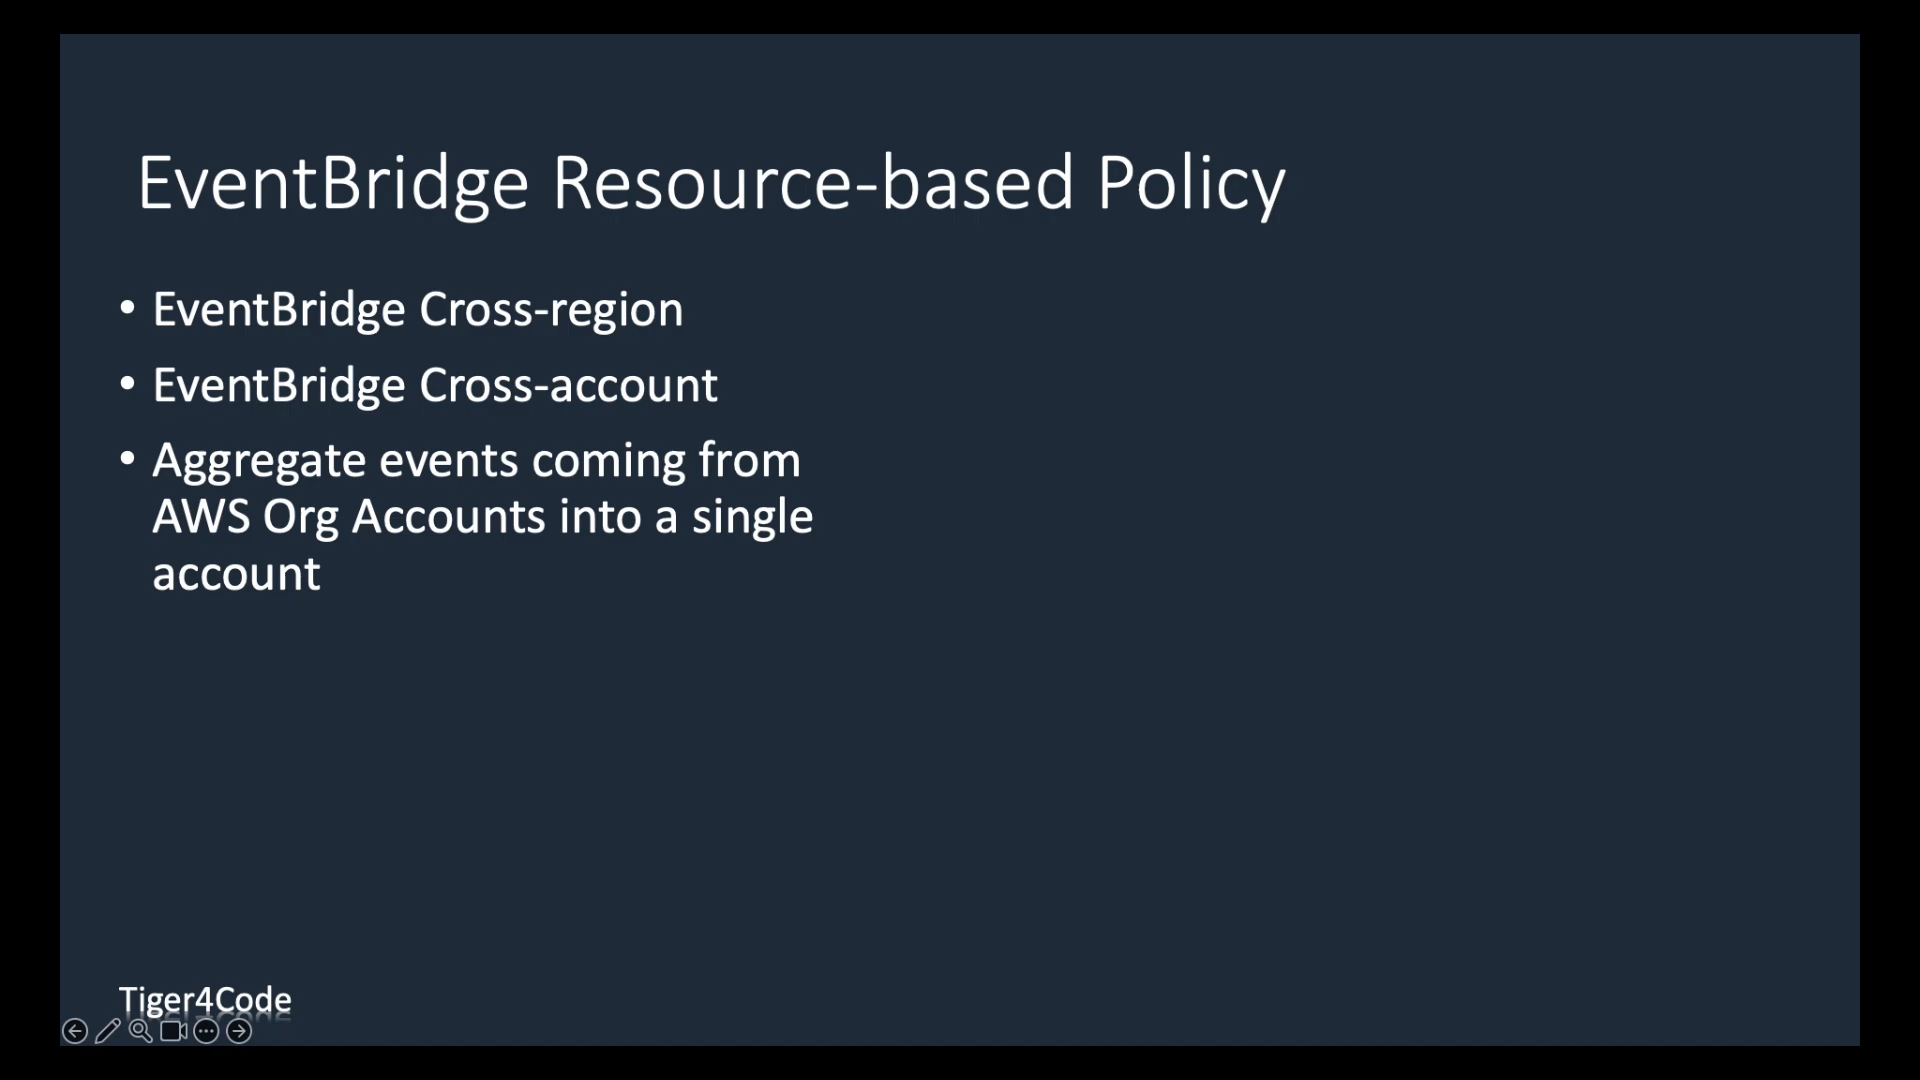 EventBridge Resource-based Policy
• EventBridge Cross-region
• EventBridge Cross-account
• Aggregate events coming from
AWS Org Accounts into a single
account
Tiger4Code